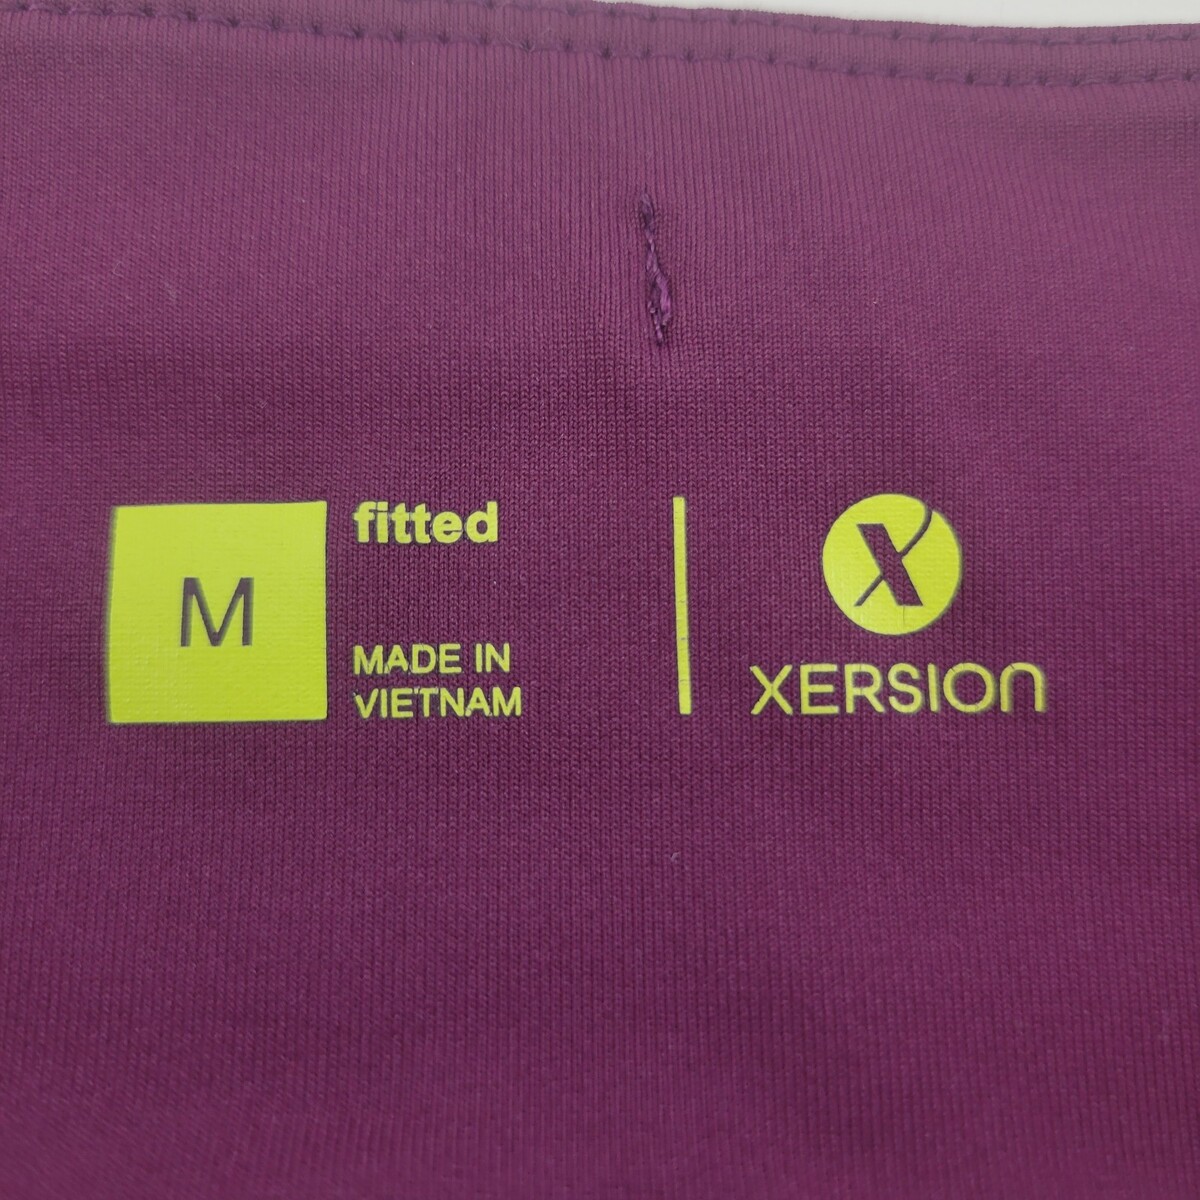 M
fitted
MADE IN
VIETNAM
X
XERSION